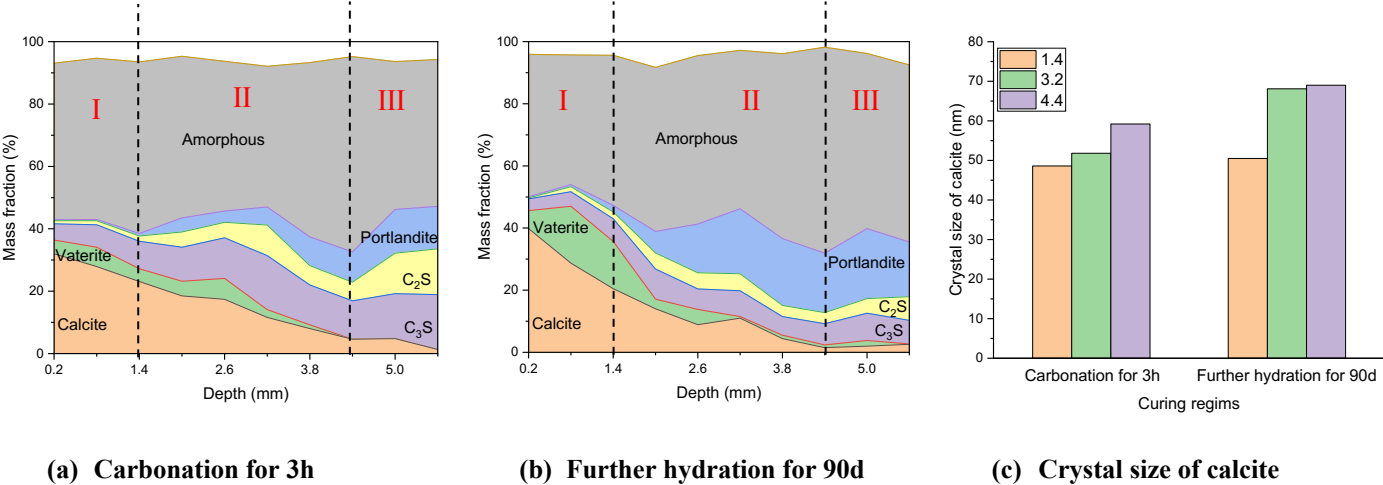 100
80
60
40
20
0
Mass fraction (%)
I
II
III
Amorphous
Vaterite
Calcite
Portlandite
C₂S
C₃S
0.2 1.4 2.6 3.8 5.0
Depth (mm)
(a) Carbonation for 3h
100
80
60
40
20
0
Mass fraction (%)
I
II
III
Amorphous
Vaterite
Calcite
Portlandite
C₂S
C₃S
0.2 1.4 2.6 3.8 5.0
Depth (mm)
(b) Further hydration for 90d
80
70
60
50
40
30
20
10
0
Crystal size of calcite (nm)
1.4
3.2
4.4
Carbonation for 3h Further hydration for 90d
Curing regims
(c) Crystal size of calcite